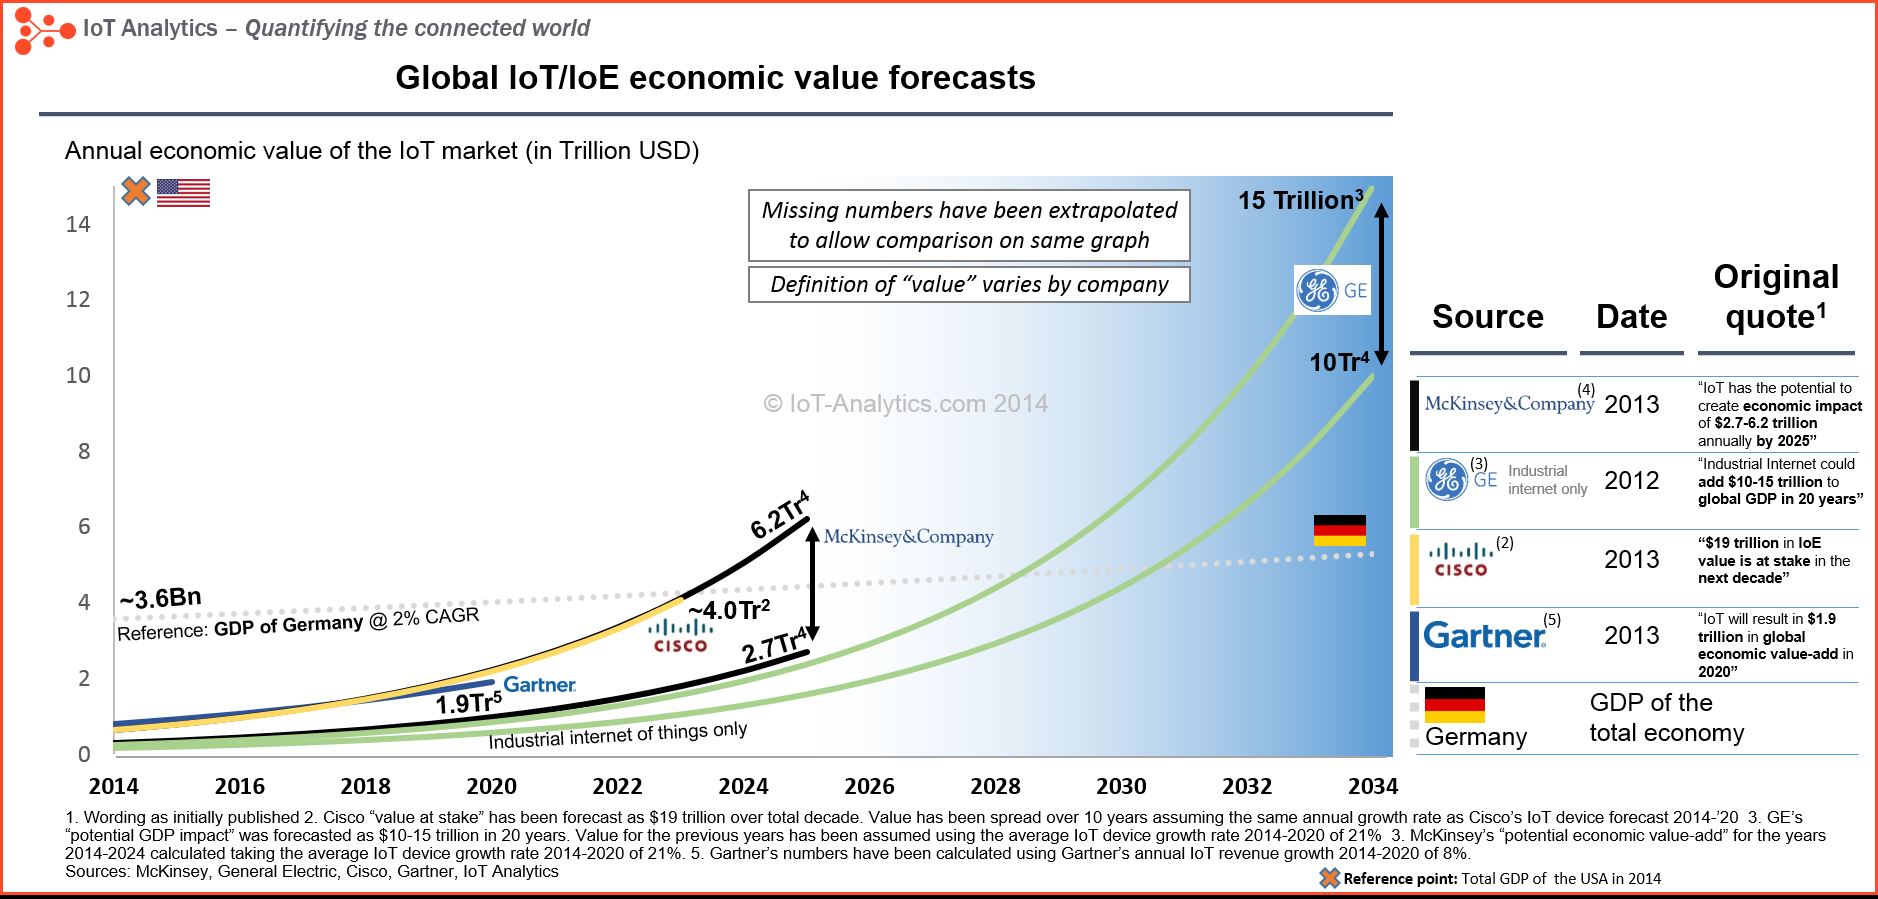 IoT Analytics – Quantifying the connected world
Global IoT/IoE economic value forecasts
Annual economic value of the IoT market (in Trillion USD)
14
12
10
8
6
4
2
0
2014
2016
2018
2020
2022
2024
2026
2028
2030
2032
2034
Missing numbers have been extrapolated
to allow comparison on same graph
Definition of “value” varies by company
15 Trillion3
GE
10Tr4
© IoT-Analytics.com 2014
6.2Tr4
McKinsey&Company
~3.6Bn
Reference: GDP of Germany @ 2% CAGR
~4.0Tr2
CISCO
2.7Tr4
Gartner.
1.9Tr5
Industrial internet of things only
Source
Date
Original
quote1
McKinsey&Company
(4)
2013
“IoT has the potential to
create economic impact
of $2.7-6.2 trillion
annually by 2025”
(3)
GE
Industrial
internet only
2012
“Industrial Internet could
add $10-15 trillion to
global GDP in 20 years”
CISCO
(2)
2013
“$19 trillion in IoE
value is at stake in the
next decade”
Gartner
(5)
2013
“IoT will result in $1.9
trillion in global
economic value-add in
2020”
Germany
GDP of the
total economy
1. Wording as initially published 2. Cisco “value at stake” has been forecast as $19 trillion over total decade. Value has been spread over 10 years assuming the same annual growth rate as Cisco’s IoT device forecast 2014-’20 3. GE’s
“potential GDP impact” was forecasted as $10-15 trillion in 20 years. Value for the previous years has been assumed using the average IoT device growth rate 2014-2020 of 21% 3. McKinsey’s “potential economic value-add” for the years
2014-2024 calculated taking the average IoT device growth rate 2014-2020 of 21%. 5. Gartner’s numbers have been calculated using Gartner’s annual IoT revenue growth 2014-2020 of 8%.
Sources: McKinsey, General Electric, Cisco, Gartner, IoT Analytics
Reference point: Total GDP of the USA in 2014